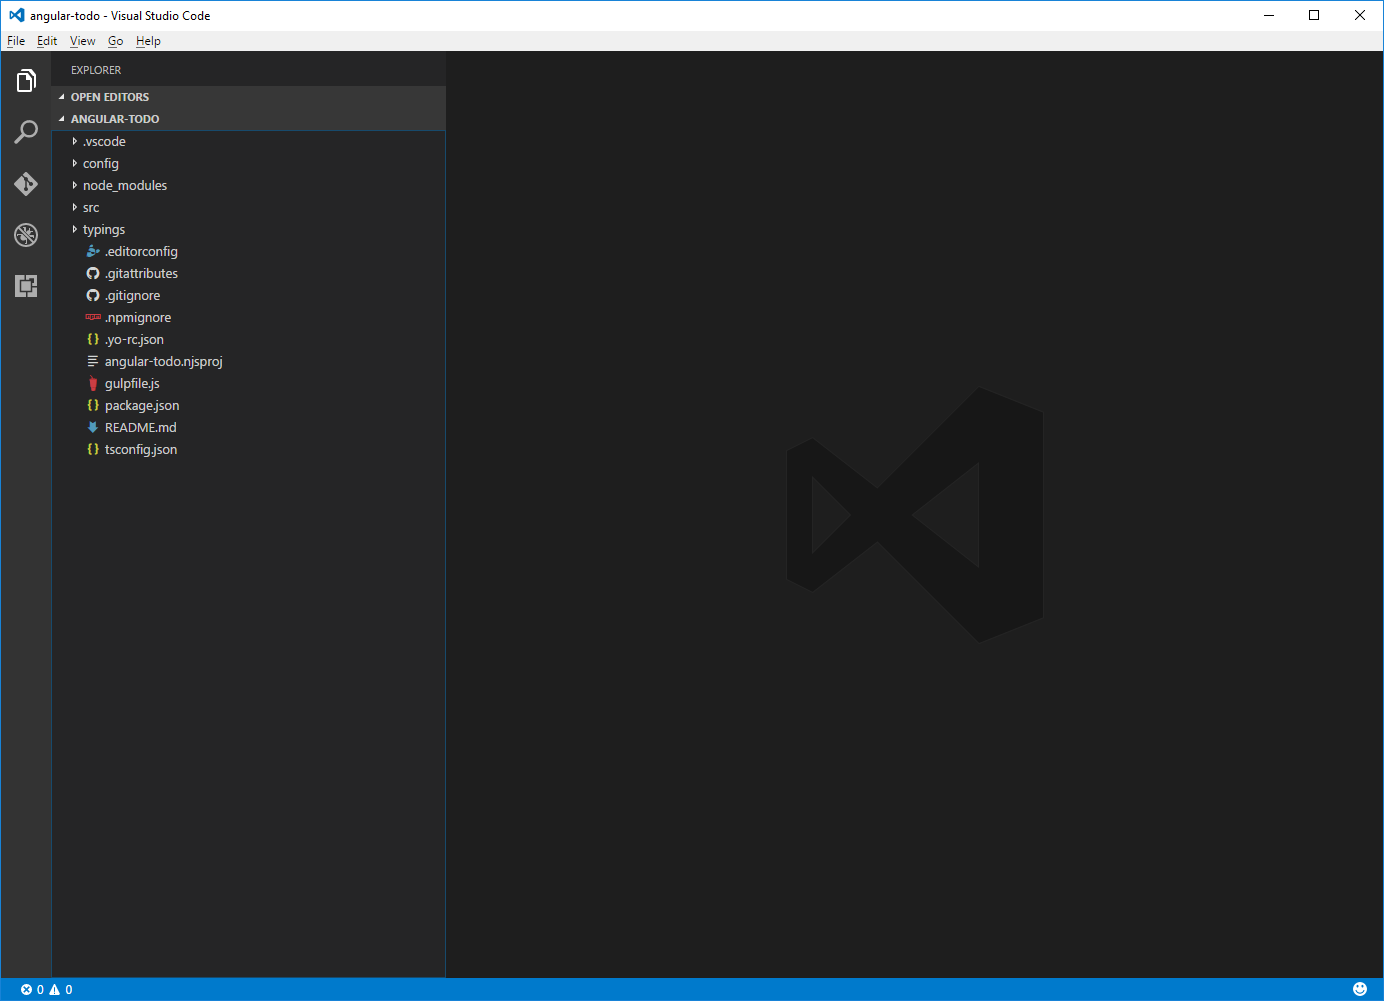 angular-todo - Visual Studio Code
File Edit View Go Help
EXPLORER
OPEN EDITORS
ANGULAR-TODO
.vscode
config
node_modules
src
typings
.editorconfig
.gitattributes
.gitignore
.npmignore
{} .yo-rc.json
angular-todo.njsproj
gulpfile.js
{} package.json
README.md
{} tsconfig.json
0 0